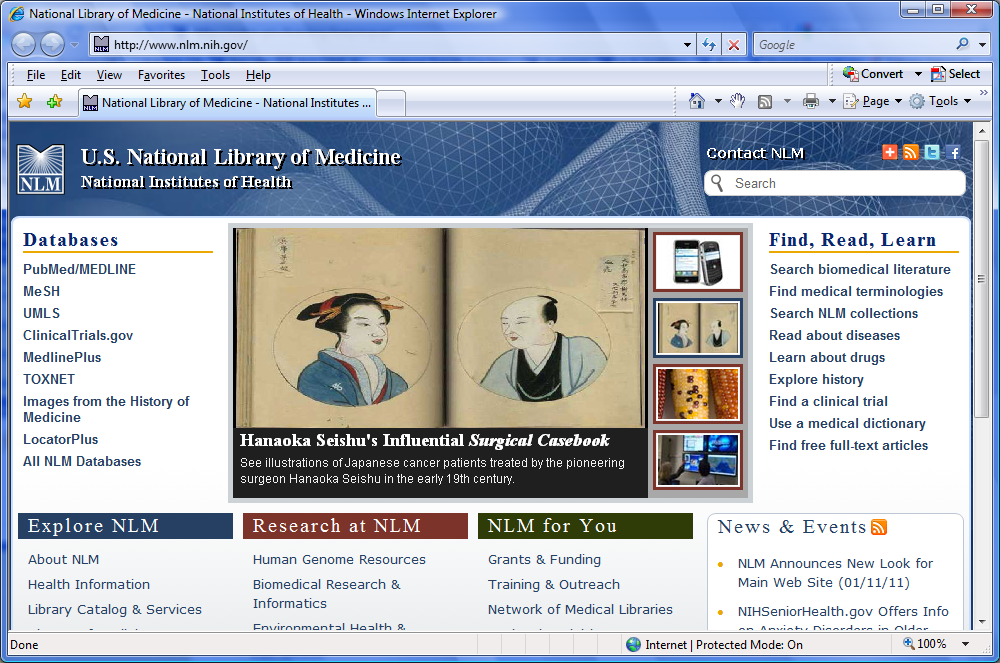 National Library of Medicine - National Institutes of Health - Windows Internet Explorer
http://www.nlm.nih.gov/
Google
File Edit View Favorites Tools Help
Convert Select
National Library of Medicine - National Institutes ...
Page Tools
NLM
U.S. National Library of Medicine
National Institutes of Health
Contact NLM
Search
Databases
PubMed/MEDLINE
MeSH
UMLS
ClinicalTrials.gov
MedlinePlus
TOXNET
Images from the History of
Medicine
LocatorPlus
All NLM Databases
Hanaoka Seishu's Influential Surgical Casebook
See illustrations of Japanese cancer patients treated by the pioneering
surgeon Hanaoka Seishu in the early 19th century.
Find, Read, Learn
Search biomedical literature
Find medical terminologies
Search NLM collections
Read about diseases
Learn about drugs
Explore history
Find a clinical trial
Use a medical dictionary
Find free full-text articles
Explore NLM
About NLM
Health Information
Library Catalog & Services
Research at NLM
Human Genome Resources
Biomedical Research &
Informatics
Environmental Health &
NLM for You
Grants & Funding
Training & Outreach
Network of Medical Libraries
News & Events
NLM Announces New Look for
Main Web Site (01/11/11)
NIHSeniorHealth.gov Offers Info
on Anxiety Disorders in Older
Done
Internet | Protected Mode: On
100%